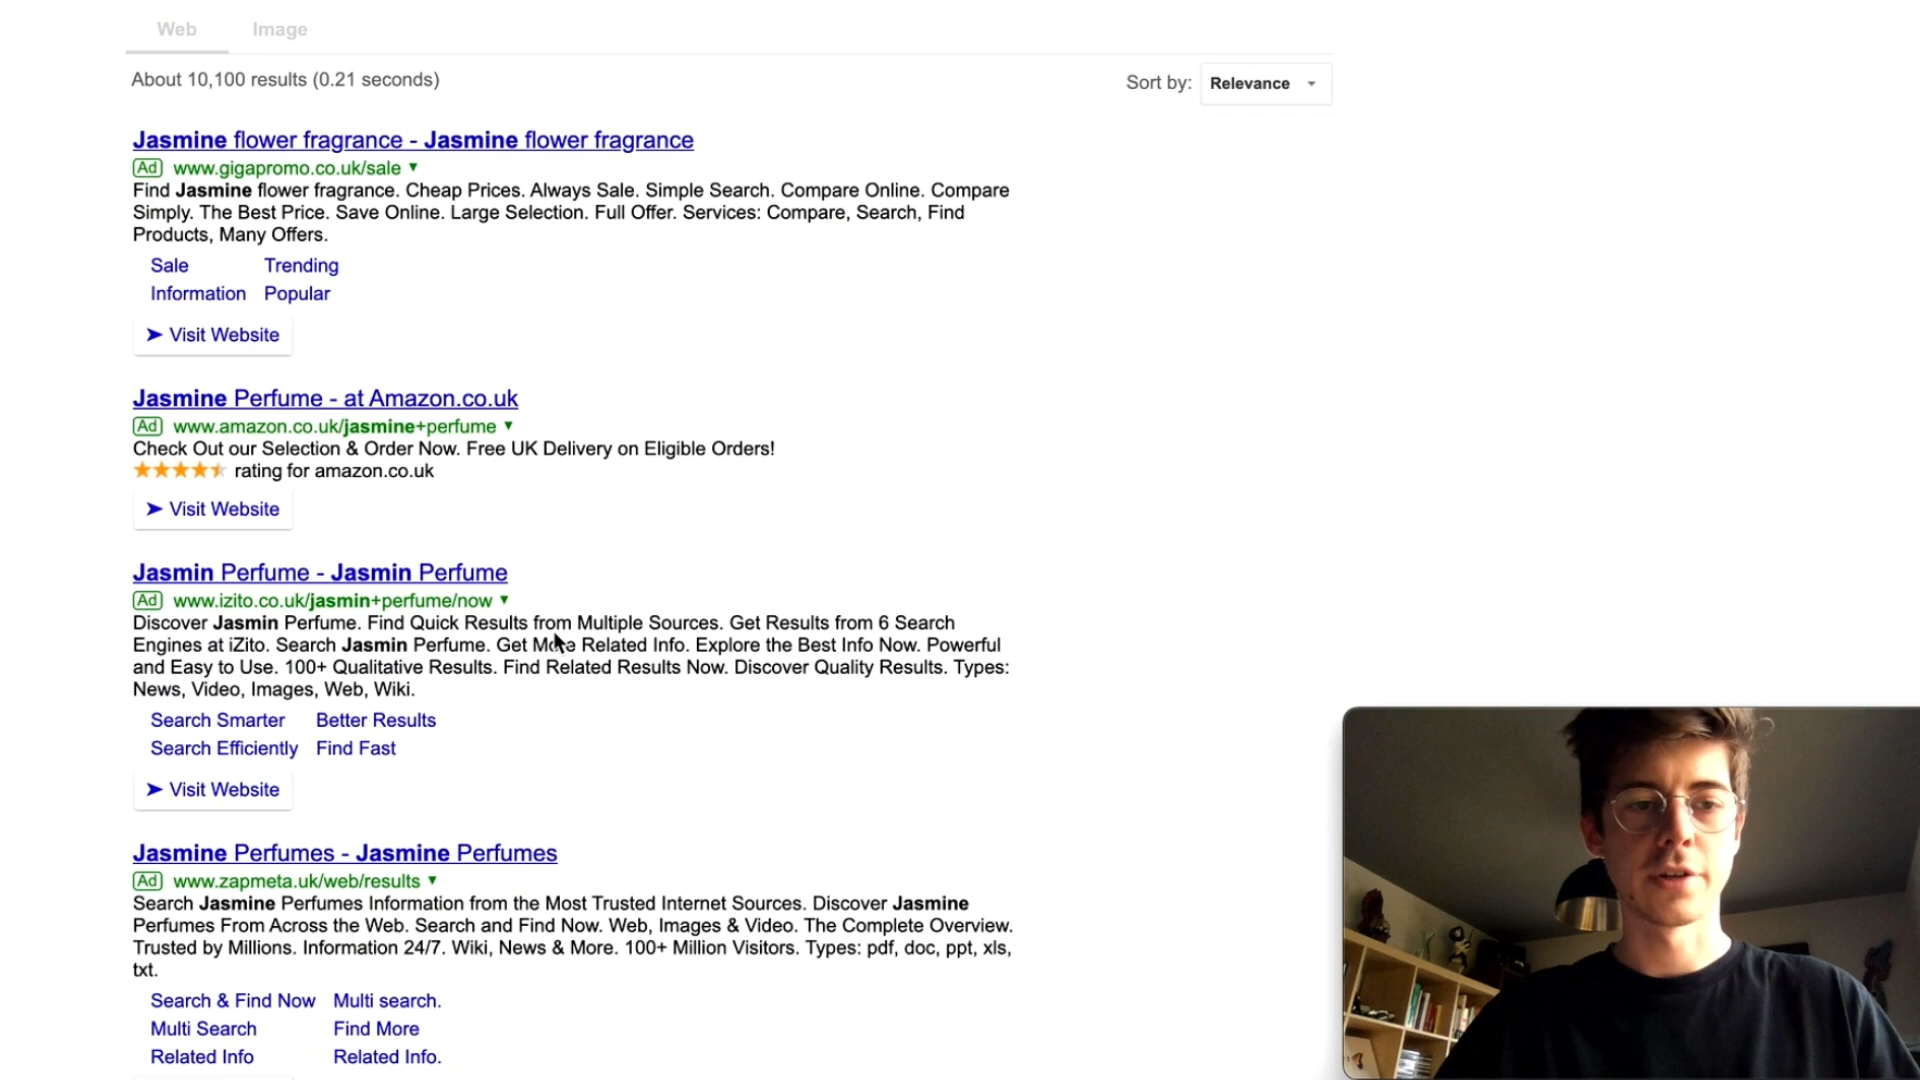 Web Image
About 10,100 results (0.21 seconds)
Sort by: Relevance
Jasmine flower fragrance - Jasmine flower fragrance
Ad www.gigapromo.co.uk/sale
Find Jasmine flower fragrance. Cheap Prices. Always Sale. Simple Search. Compare Online. Compare
Simply. The Best Price. Save Online. Large Selection. Full Offer. Services: Compare, Search, Find
Products, Many Offers.
Sale Trending
Information Popular
Visit Website
Jasmine Perfume - at Amazon.co.uk
Ad www.amazon.co.uk/jasmine+perfume
Check Out our Selection & Order Now. Free UK Delivery on Eligible Orders!
rating for amazon.co.uk
Visit Website
Jasmin Perfume - Jasmin Perfume
Ad www.izito.co.uk/jasmin+perfume/now
Discover Jasmin Perfume. Find Quick Results from Multiple Sources. Get Results from 6 Search
Engines at iZito. Search Jasmin Perfume. Get More Related Info. Explore the Best Info Now. Powerful
and Easy to Use. 100+ Qualitative Results. Find Related Results Now. Discover Quality Results. Types:
News, Video, Images, Web, Wiki.
Search Smarter Better Results
Search Efficiently Find Fast
Visit Website
Jasmine Perfumes - Jasmine Perfumes
Ad www.zapmeta.uk/web/results
Search Jasmine Perfumes Information from the Most Trusted Internet Sources. Discover Jasmine
Perfumes From Across the Web. Search and Find Now. Web, Images & Video. The Complete Overview.
Trusted by Millions. Information 24/7. Wiki, News & More. 100+ Million Visitors. Types: pdf, doc, ppt, xls,
txt.
Search & Find Now Multi search.
Multi Search Find More
Related Info Related Info.